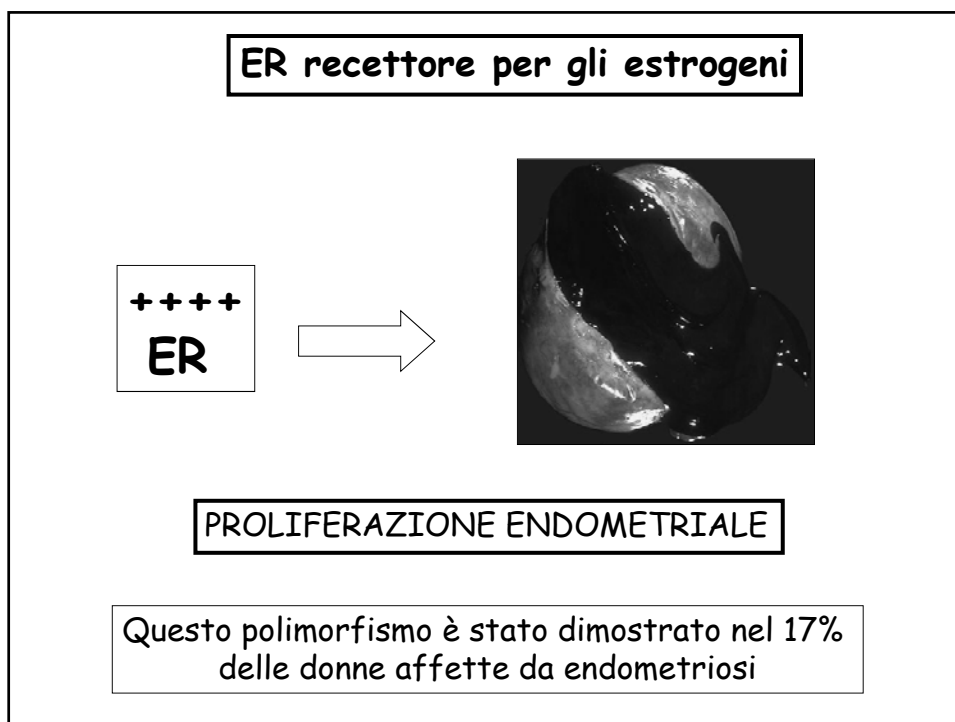 ER recettore per gli estrogeni
++++
ER
PROLIFERAZIONE ENDOMETRIALE
Questo polimorfismo è stato dimostrato nel 17%
delle donne affette da endometriosi